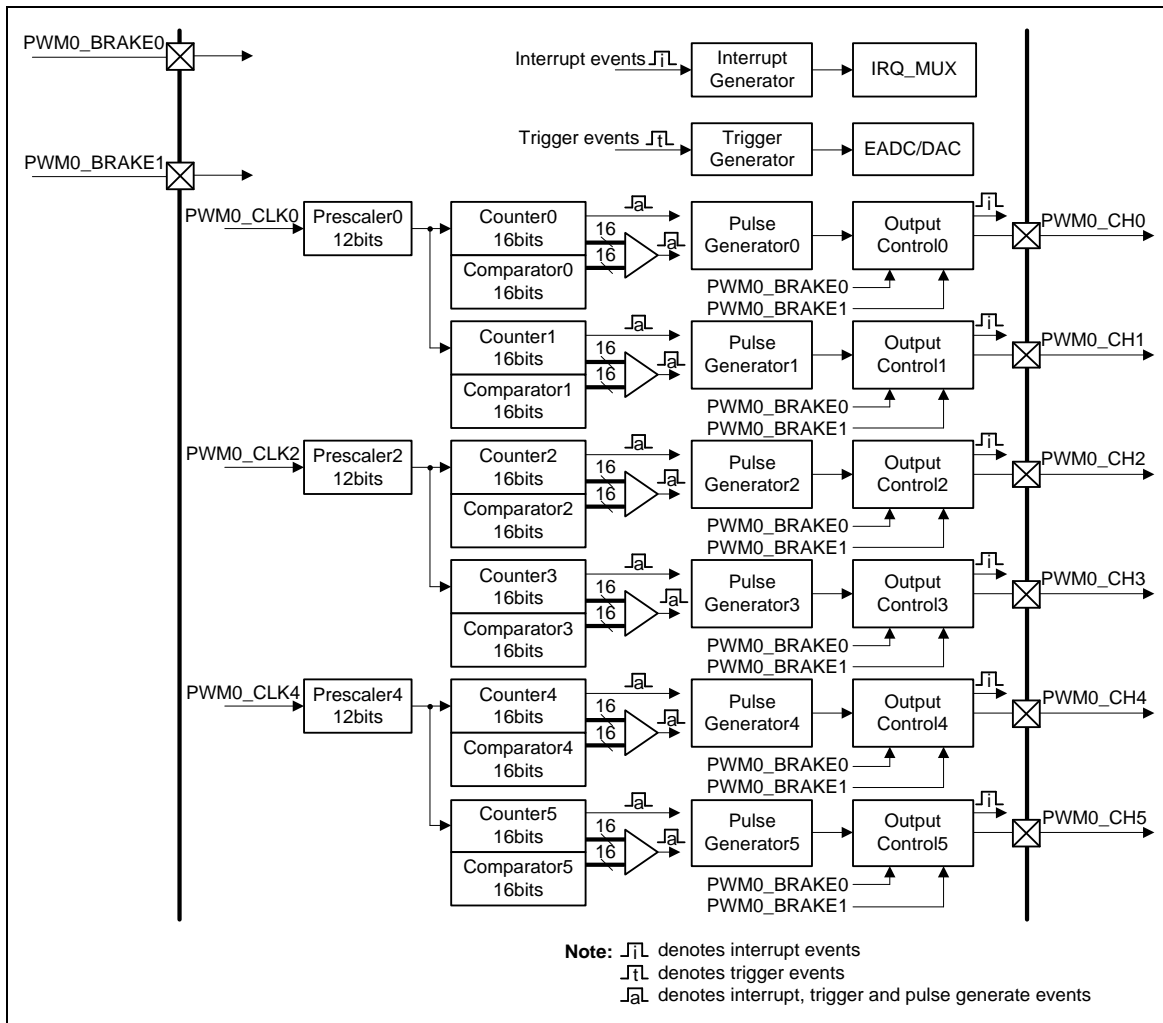 PWM0_BRAKE0
Interrupt events i
Interrupt
Generator
IRQ_MUX
Trigger events t
Trigger
Generator
EADC/DAC
PWM0_BRAKE1
PWM0_CLK0
Prescaler0
12bits
Counter0
16bits
Comparator0
16bits
a
16
16
a
Pulse
Generator0
Output
Control0
i
PWM0_CH0
PWM0_BRAKE0
PWM0_BRAKE1
Counter1
16bits
Comparator1
16bits
a
16
16
a
Pulse
Generator1
Output
Control1
i
PWM0_CH1
PWM0_BRAKE0
PWM0_BRAKE1
PWM0_CLK2
Prescaler2
12bits
Counter2
16bits
Comparator2
16bits
a
16
16
a
Pulse
Generator2
Output
Control2
i
PWM0_CH2
PWM0_BRAKE0
PWM0_BRAKE1
Counter3
16bits
Comparator3
16bits
a
16
16
a
Pulse
Generator3
Output
Control3
i
PWM0_CH3
PWM0_BRAKE0
PWM0_BRAKE1
PWM0_CLK4
Prescaler4
12bits
Counter4
16bits
Comparator4
16bits
a
16
16
a
Pulse
Generator4
Output
Control4
i
PWM0_CH4
PWM0_BRAKE0
PWM0_BRAKE1
Counter5
16bits
Comparator5
16bits
a
16
16
a
Pulse
Generator5
Output
Control5
i
PWM0_CH5
PWM0_BRAKE0
PWM0_BRAKE1
Note: i denotes interrupt events
t denotes trigger events
a denotes interrupt, trigger and pulse generate events